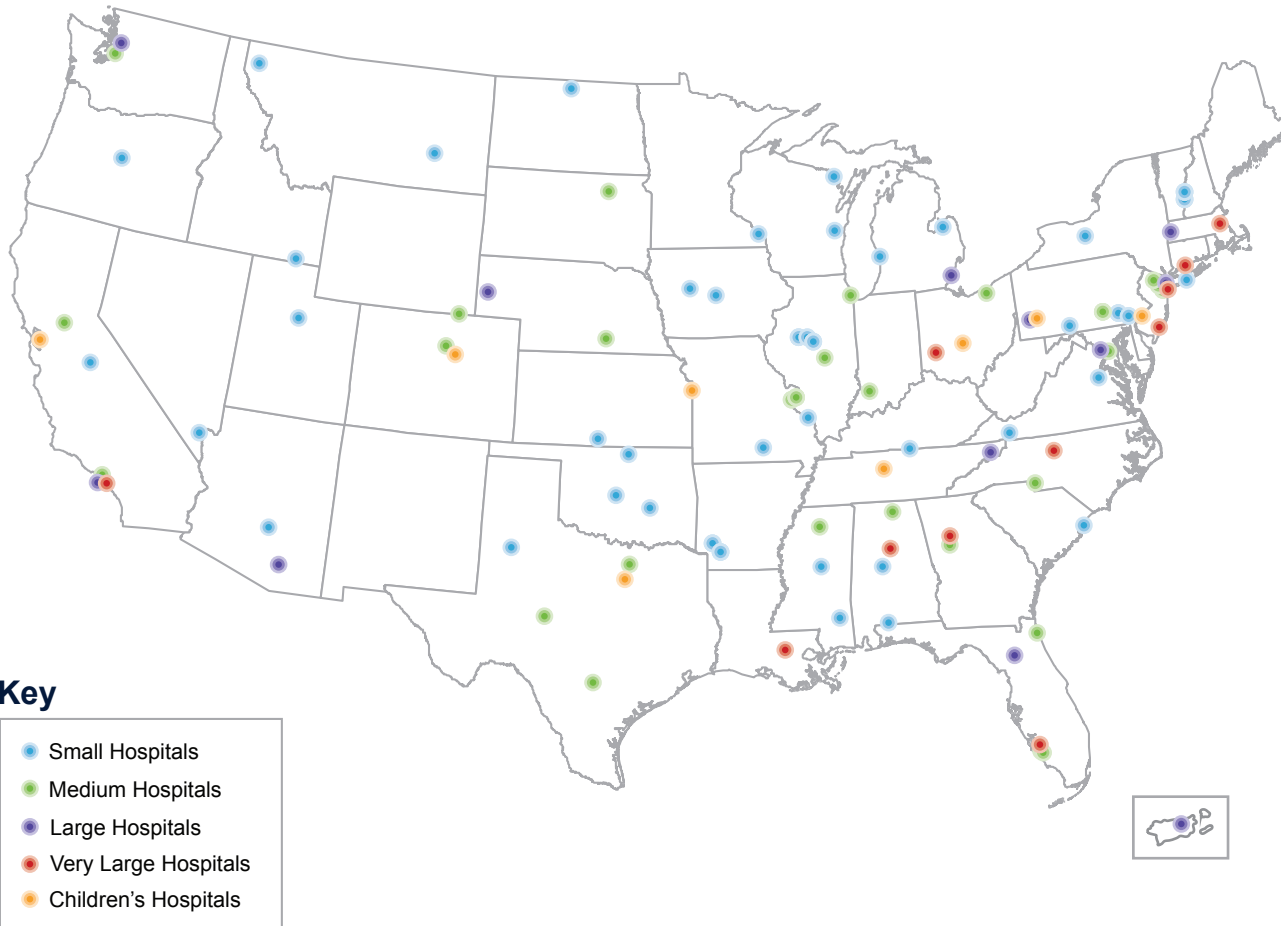 Key
Small Hospitals
Medium Hospitals
Large Hospitals
Very Large Hospitals
Children’s Hospitals